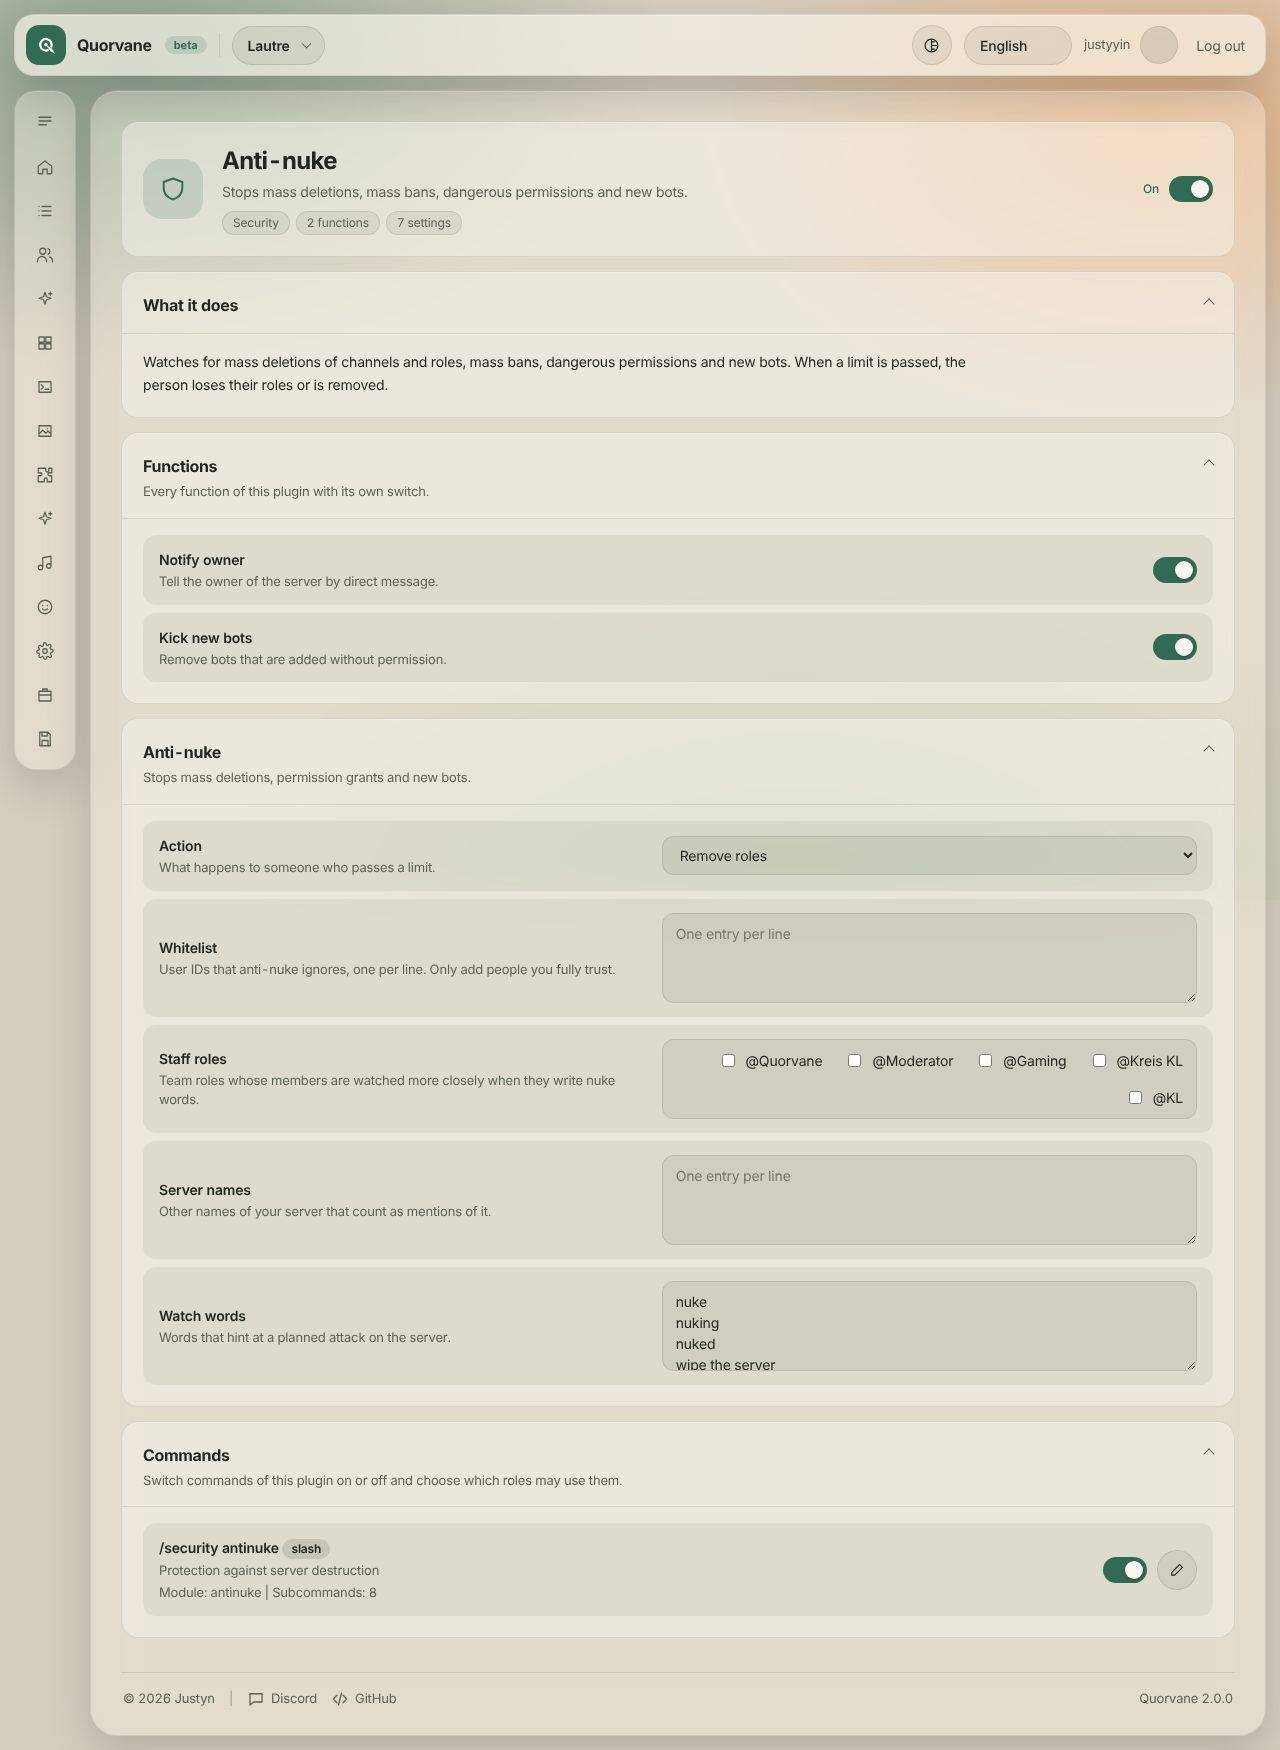 Quorvane beta Lautre English justyyin Log out
Anti-nuke
Stops mass deletions, mass bans, dangerous permissions and new bots.
On
Security 2 functions 7 settings
What it does
Watches for mass deletions of channels and roles, mass bans, dangerous permissions and new bots. When a limit is passed, the
person loses their roles or is removed.
Functions
Every function of this plugin with its own switch.
Notify owner
Tell the owner of the server by direct message.
Kick new bots
Remove bots that are added without permission.
Anti-nuke
Stops mass deletions, permission grants and new bots.
Action
What happens to someone who passes a limit.
Remove roles
Whitelist
User IDs that anti-nuke ignores, one per line. Only add people you fully trust.
One entry per line
Staff roles
Team roles whose members are watched more closely when they write nuke
words.
@Quorvane @Moderator @Gaming @Kreis KL
@KL
Server names
Other names of your server that count as mentions of it.
One entry per line
Watch words
Words that hint at a planned attack on the server.
nuke
nuking
nuked
wipe the server
Commands
Switch commands of this plugin on or off and choose which roles may use them.
/security antinuke slash
Protection against server destruction
Module: antinuke | Subcommands: 8
© 2026 Justyn | Discord GitHub Quorvane 2.0.0